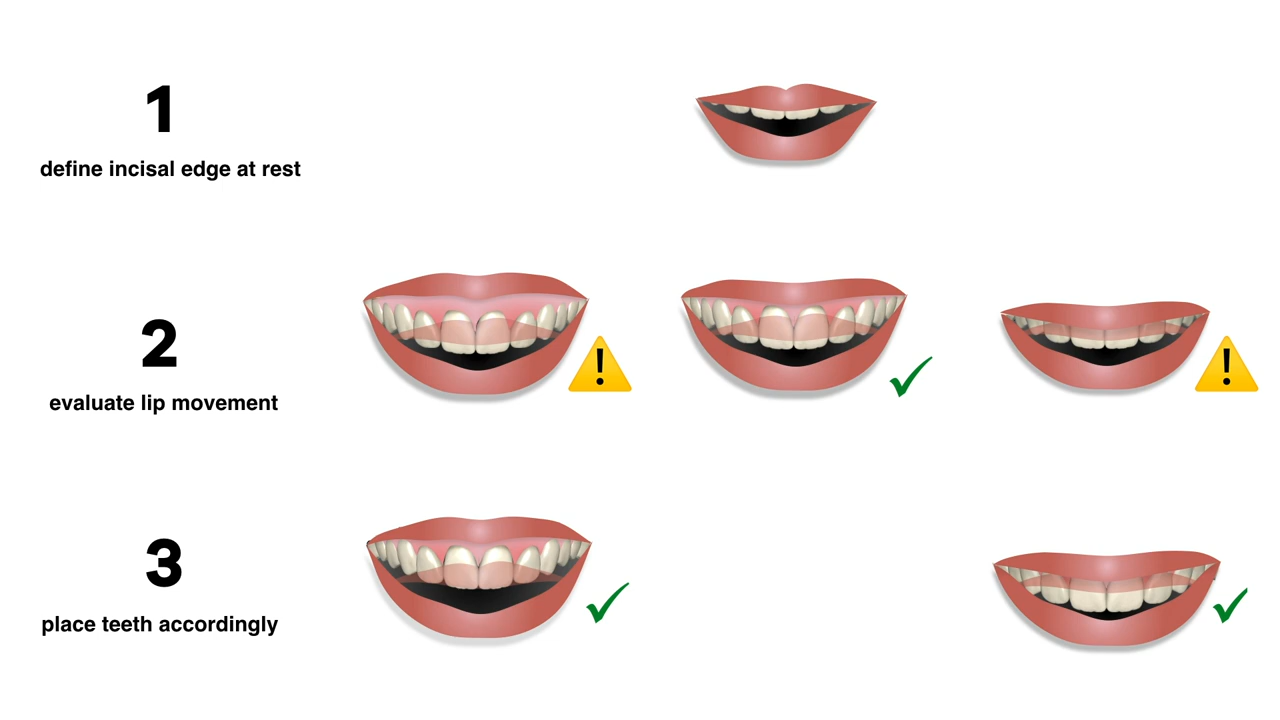 1
define incisal edge at rest
2
evaluate lip movement
3
place teeth accordingly